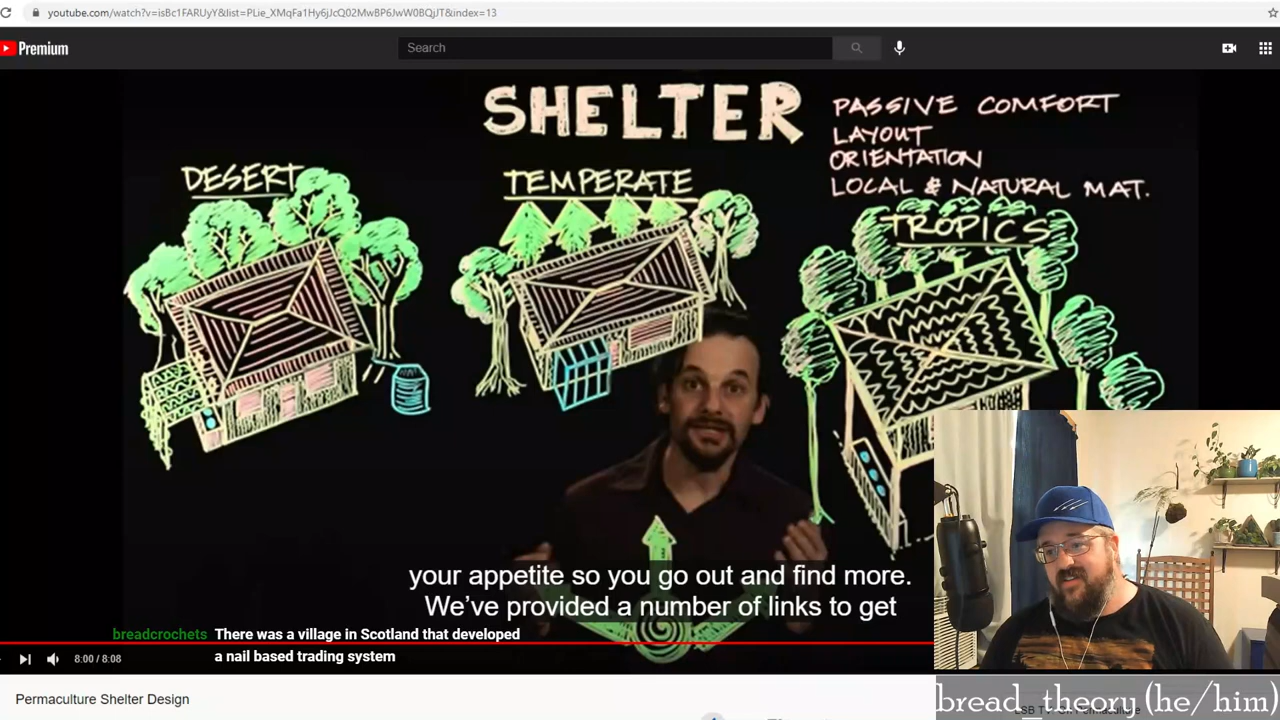 youtube.com/watch?v=isBc1FARUyY&list=PLie_XMqFa1Hy6jJcQ02MwBP6JwW0BQjJT&index=13
Premium
Search
SHELTER
PASSIVE COMFORT
LAYOUT
ORIENTATION
LOCAL & NATURAL MAT.
DESERT
TEMPERATE
TROPICS
your appetite so you go out and find more.
We've provided a number of links to get
breadcrochets There was a village in Scotland that developed
a nail based trading system
8:00 / 8:08
Permaculture Shelter Design
bread_theory (he/him)